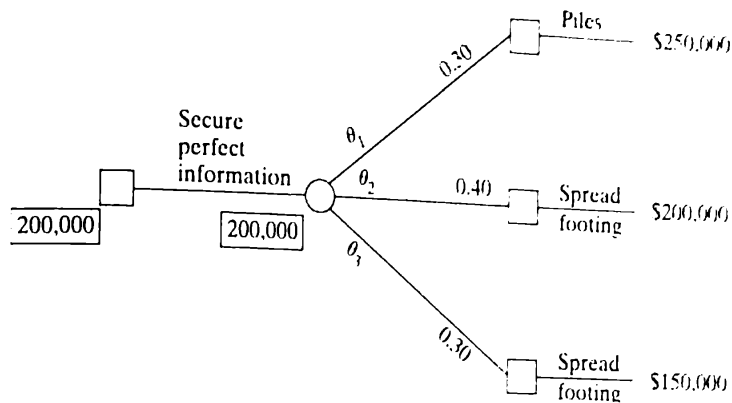 Piles
$250,000
0.30
θ1
Secure
perfect
information
θ2
0.40
Spread
footing
$200,000
200,000
200,000
θ3
0.30
Spread
footing
$150,000